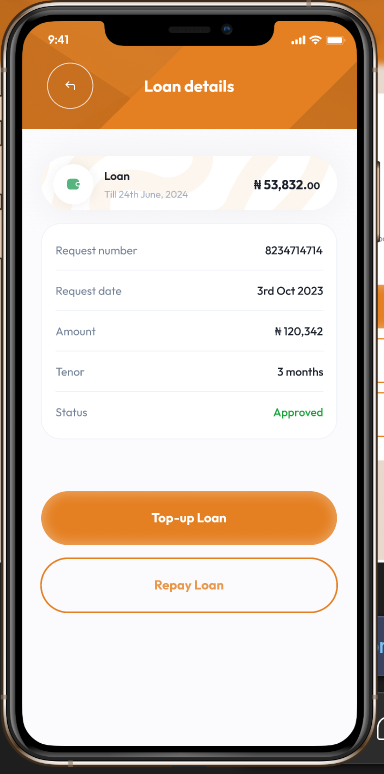 9:41
Loan details
Loan
Till 24th June, 2024
₦ 53,832.00
Request number 8234714714
Request date 3rd Oct 2023
Amount ₦ 120,342
Tenor 3 months
Status Approved
Top-up Loan
Repay Loan